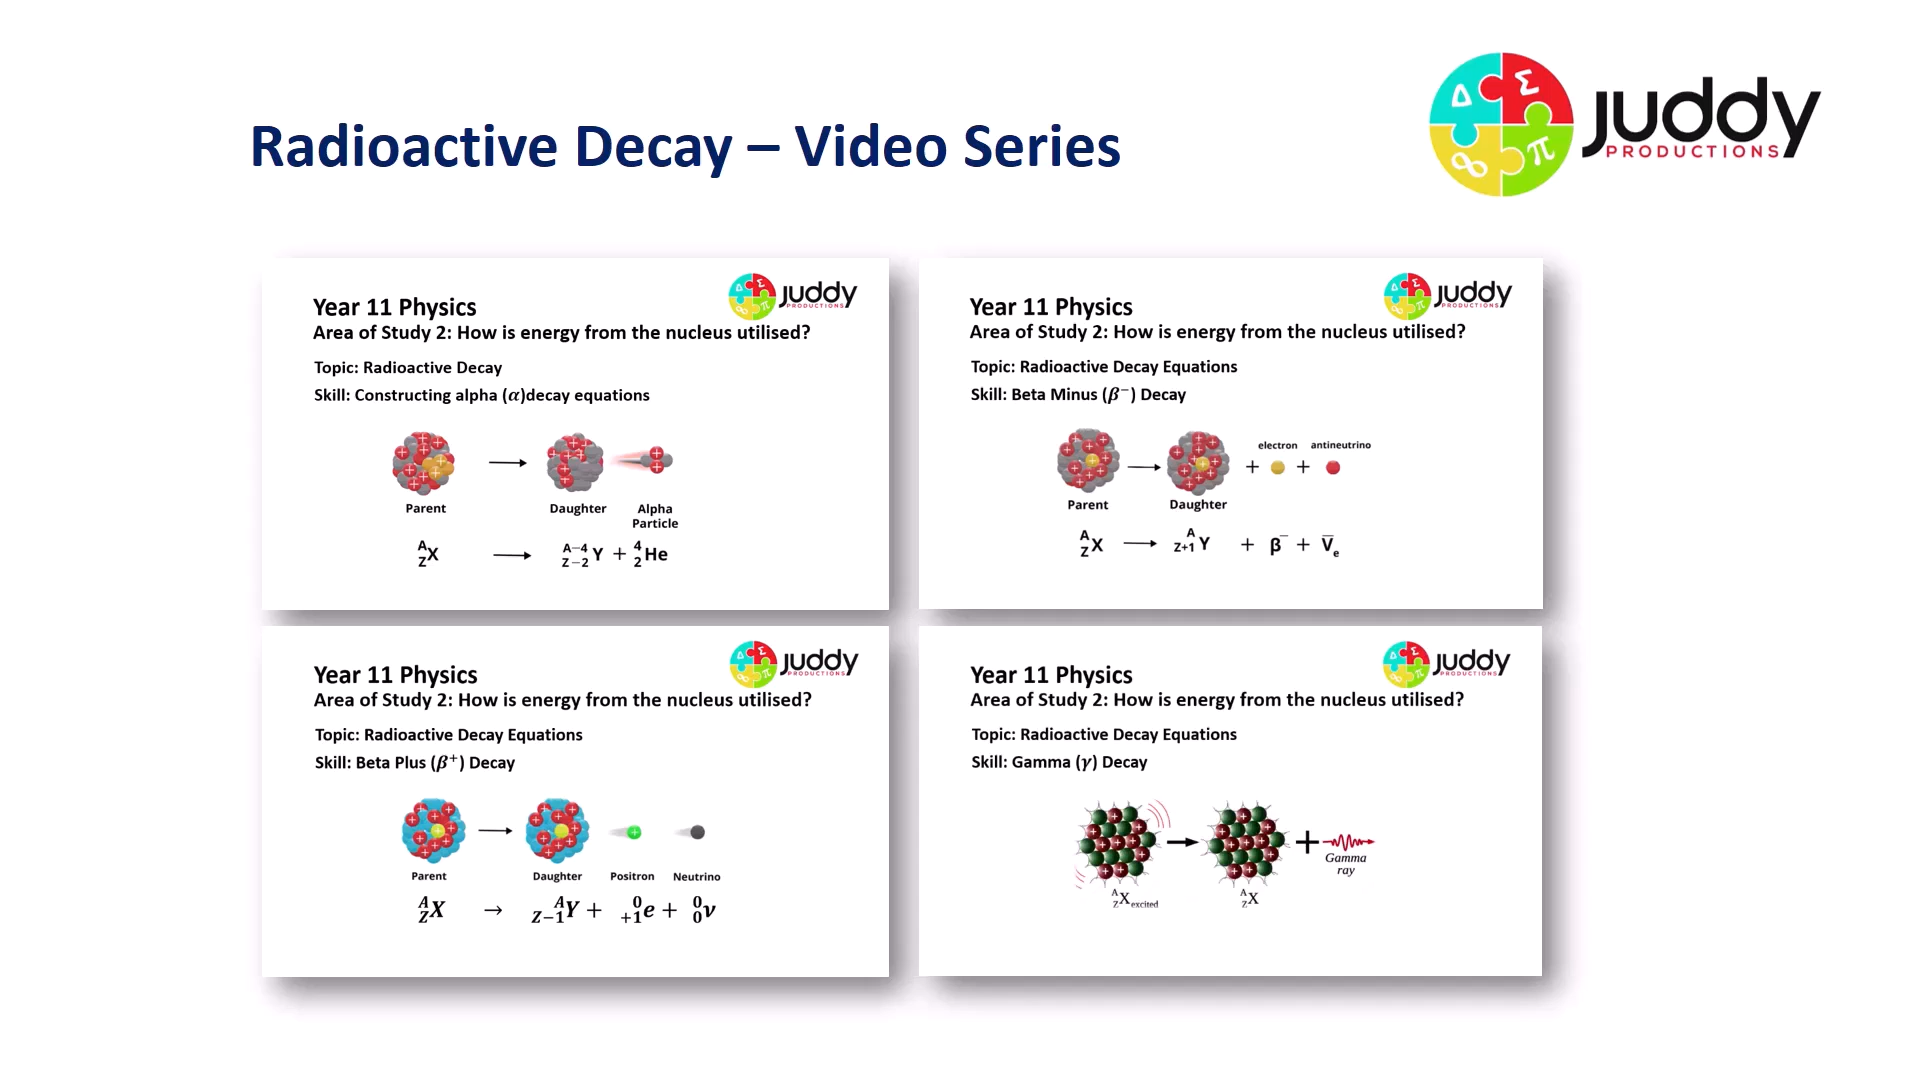 Radioactive Decay – Video Series
Δ Σ
∞ π
juddy
PRODUCTIONS
Year 11 Physics
Δ Σ
∞ π
juddy
PRODUCTIONS
Area of Study 2: How is energy from the nucleus utilised?
Topic: Radioactive Decay
Skill: Constructing alpha (α)decay equations
Parent Daughter Alpha
Particle
A/Z X → A−4/Z−2 Y + 4/2 He
Year 11 Physics
Δ Σ
∞ π
juddy
PRODUCTIONS
Area of Study 2: How is energy from the nucleus utilised?
Topic: Radioactive Decay Equations
Skill: Beta Minus (β⁻) Decay
electron antineutrino
→ + +
Parent Daughter
A/Z X → A/Z+1 Y + β⁻ + V̅e
Year 11 Physics
Δ Σ
∞ π
juddy
PRODUCTIONS
Area of Study 2: How is energy from the nucleus utilised?
Topic: Radioactive Decay Equations
Skill: Beta Plus (β⁺) Decay
Parent Daughter Positron Neutrino
A/Z X → A/Z−1 Y + 0/+1 e + 0/0 ν
Year 11 Physics
Δ Σ
∞ π
juddy
PRODUCTIONS
Area of Study 2: How is energy from the nucleus utilised?
Topic: Radioactive Decay Equations
Skill: Gamma (γ) Decay
→ +
Gamma
ray
A/Z X excited A/Z X